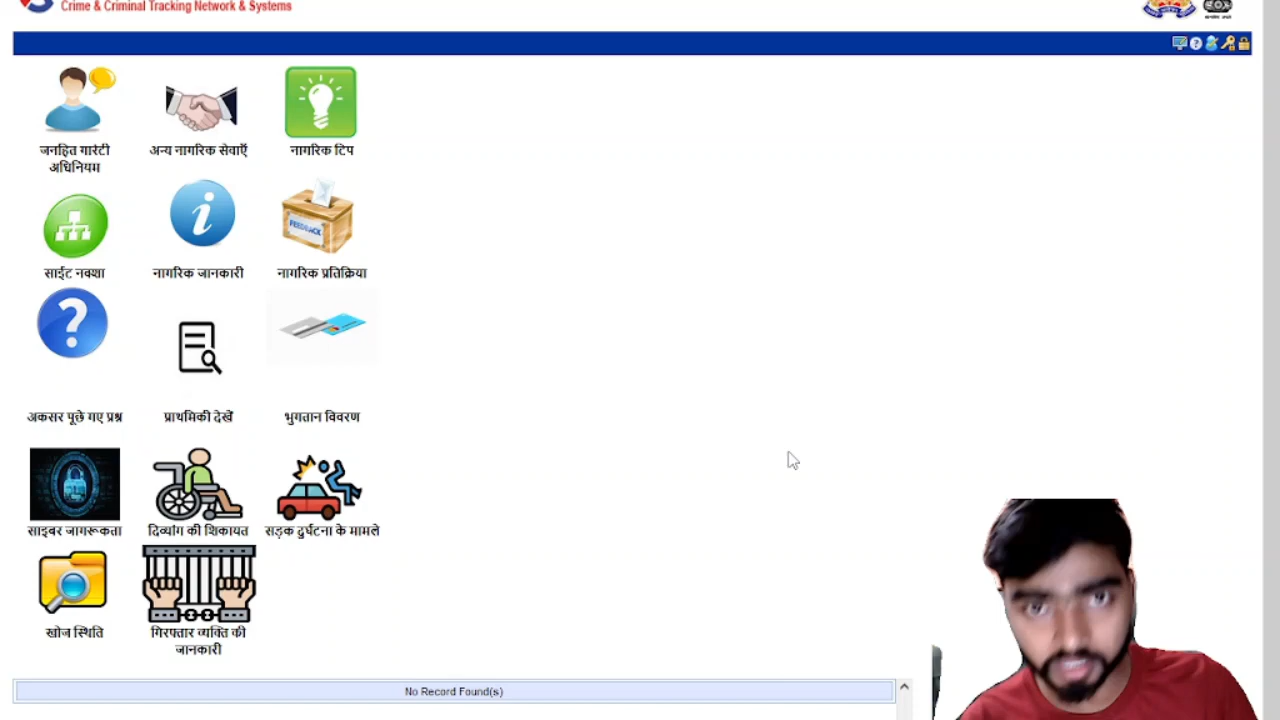 Crime & Criminal Tracking Network & Systems
जनहित गारंटी
अधिनियम
अन्य नागरिक सेवाएँ
नागरिक टिप
साईट नक्शा
नागरिक जानकारी
FEEDBACK
नागरिक प्रतिक्रिया
अकसर पूछे गए प्रश्न
प्राथमिकी देखें
भुगतान विवरण
साइबर जागरूकता
दिव्यांग की शिकायत
सड़क दुर्घटना के मामले
खोज स्थिति
गिरफ्तार व्यक्ति की
जानकारी
No Record Found(s)